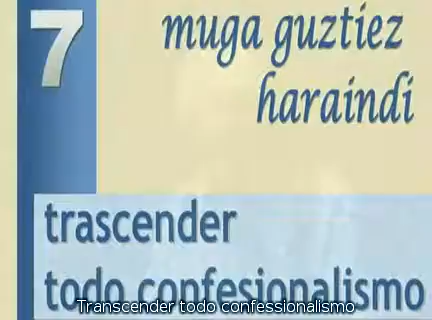 7
muga guztiez
haraindi
trascender
todo confesionalismo
Transcender todo confessionalismo